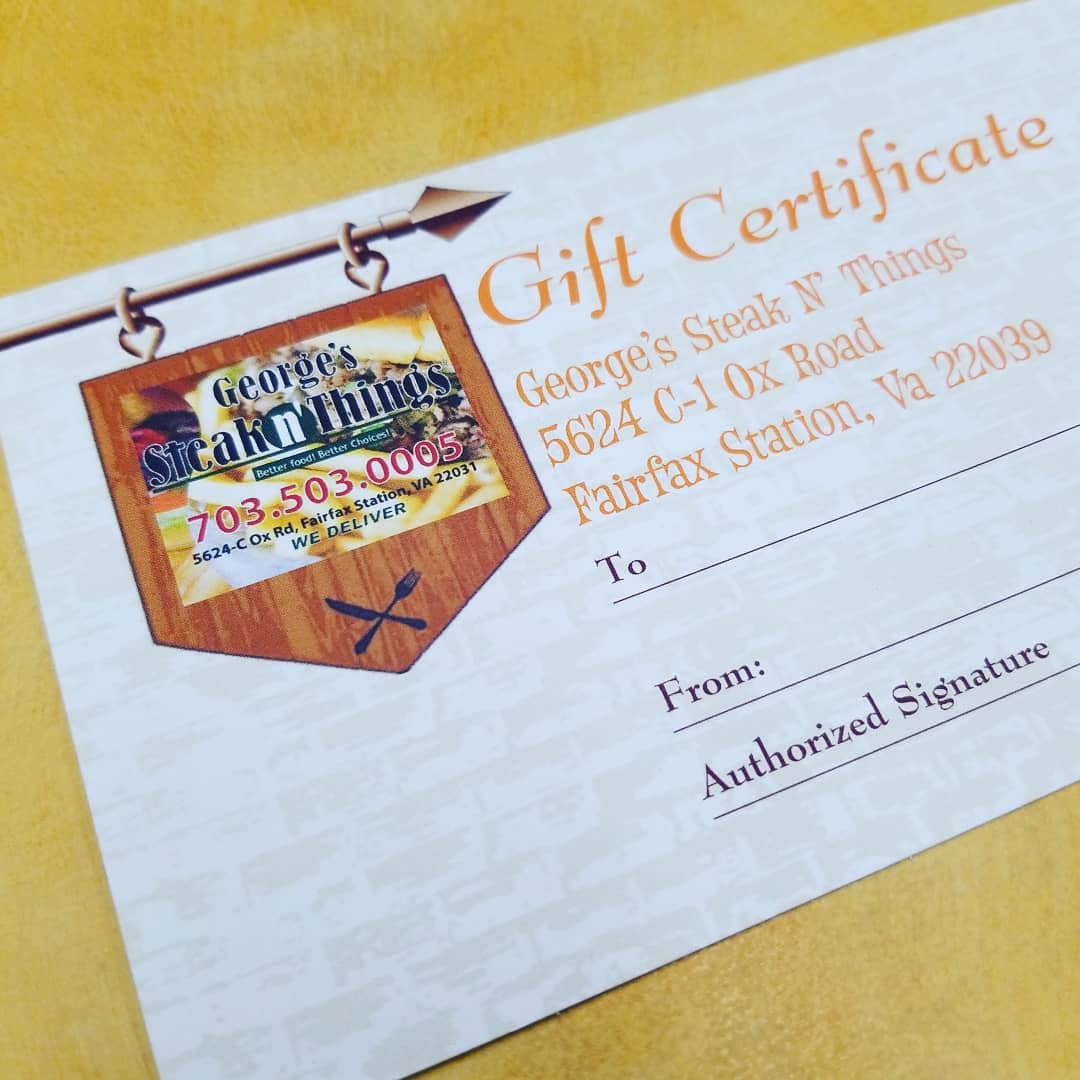 George's
Steak n Things
Better food! Better Choices!
703.503.0005
5624-C Ox Rd, Fairfax Station, VA 22031
WE DELIVER
Gift Certificate
George's Steak N' Things
5624 C-1 Ox Road
Fairfax Station, Va 22039
To
From:
Authorized Signature